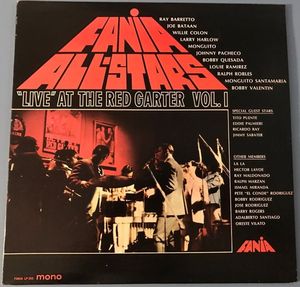 FANIA
ALL-STARS
RAY BARRETTO
JOE BATAAN
WILLIE COLON
LARRY HARLOW
MONGUITO
JOHNNY PACHECO
BOBBY QUESADA
LOUIE RAMIREZ
RALPH ROBLES
MONGUITO SANTAMARIA
BOBBY VALENTIN
"LIVE" AT THE RED GARTER VOL. I
SPECIAL GUEST STARS
TITO PUENTE
EDDIE PALMIERI
RICARDO RAY
JIMMY SABATER
OTHER MEMBERS
LA LA
HECTOR LAVOE
RAY MALDONADO
RALPH MARZAN
ISMAEL MIRANDA
PETE "EL CONDE" RODRIGUEZ
BOBBY RODRIGUEZ
JOSE RODRIGUEZ
BARRY ROGERS
ADALBERTO SANTIAGO
ORESTE VILATO
FANIA
FANIA LP 355 mono